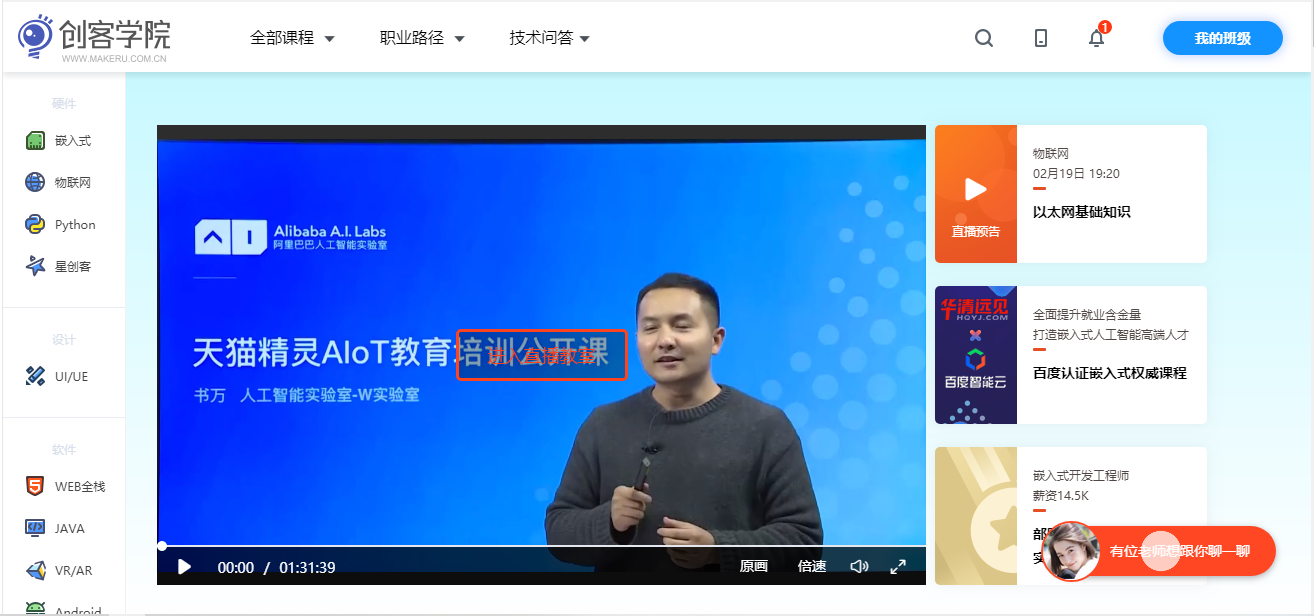 创客学院
WWW.MAKERU.COM.CN
全部课程
职业路径
技术问答
1
我的班级
硬件
嵌入式
物联网
Python
星创客
设计
UI/UE
软件
WEB全栈
JAVA
VR/AR
Android
Alibaba A.I. Labs
阿里巴巴人工智能实验室
天猫精灵AIoT教育培训公开课
进入直播教室
书万 人工智能实验室-W实验室
00:00 / 01:31:39
原画
倍速
直播预告
物联网
02月19日 19:20
以太网基础知识
华清远见
HQYJ.COM
百度智能云
全面提升就业含金量
打造嵌入式人工智能高端人才
百度认证嵌入式权威课程
嵌入式开发工程师
薪资14.5K
有位老师想跟你聊一聊